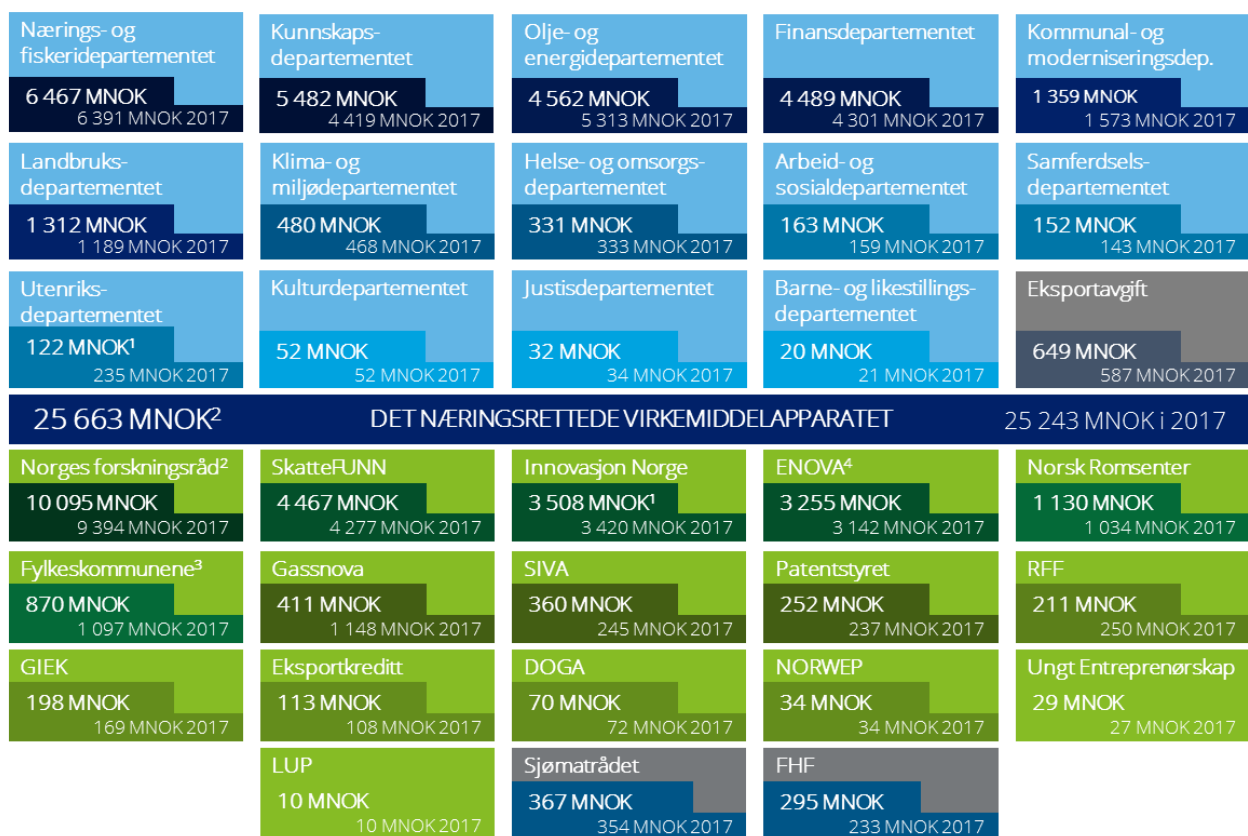 Nærings- og
fiskeridepartementet
6 467 MNOK
6 391 MNOK 2017
Kunnskaps-
departementet
5 482 MNOK
4 419 MNOK 2017
Olje- og
energidepartementet
4 562 MNOK
5 313 MNOK 2017
Finansdepartementet
4 489 MNOK
4 301 MNOK 2017
Kommunal- og
moderniseringsdep.
1 359 MNOK
1 573 MNOK 2017
Landbruks-
departementet
1 312 MNOK
1 189 MNOK 2017
Klima- og
miljødepartementet
480 MNOK
468 MNOK 2017
Helse- og omsorgs-
departementet
331 MNOK
333 MNOK 2017
Arbeid- og
sosialdepartementet
163 MNOK
159 MNOK 2017
Samferdsels-
departementet
152 MNOK
143 MNOK 2017
Utenriks-
departementet
122 MNOK¹
235 MNOK 2017
Kulturdepartementet
52 MNOK
52 MNOK 2017
Justisdepartementet
32 MNOK
34 MNOK 2017
Barne- og likestillings-
departementet
20 MNOK
21 MNOK 2017
Eksportavgift
649 MNOK
587 MNOK 2017
25 663 MNOK² DET NÆRINGSRETTEDE VIRKEMIDDELAPPARATET 25 243 MNOK i 2017
Norges forskningsråd²
10 095 MNOK
9 394 MNOK 2017
SkatteFUNN
4 467 MNOK
4 277 MNOK 2017
Innovasjon Norge
3 508 MNOK¹
3 420 MNOK 2017
ENOVA⁴
3 255 MNOK
3 142 MNOK 2017
Norsk Romsenter
1 130 MNOK
1 034 MNOK 2017
Fylkeskommunene³
870 MNOK
1 097 MNOK 2017
Gassnova
411 MNOK
1 148 MNOK 2017
SIVA
360 MNOK
245 MNOK 2017
Patentstyret
252 MNOK
237 MNOK 2017
RFF
211 MNOK
250 MNOK 2017
GIEK
198 MNOK
169 MNOK 2017
Eksportkreditt
113 MNOK
108 MNOK 2017
DOGA
70 MNOK
72 MNOK 2017
NORWEP
34 MNOK
34 MNOK 2017
Ungt Entreprenørskap
29 MNOK
27 MNOK 2017
LUP
10 MNOK
10 MNOK 2017
Sjømatrådet
367 MNOK
354 MNOK 2017
FHF
295 MNOK
233 MNOK 2017